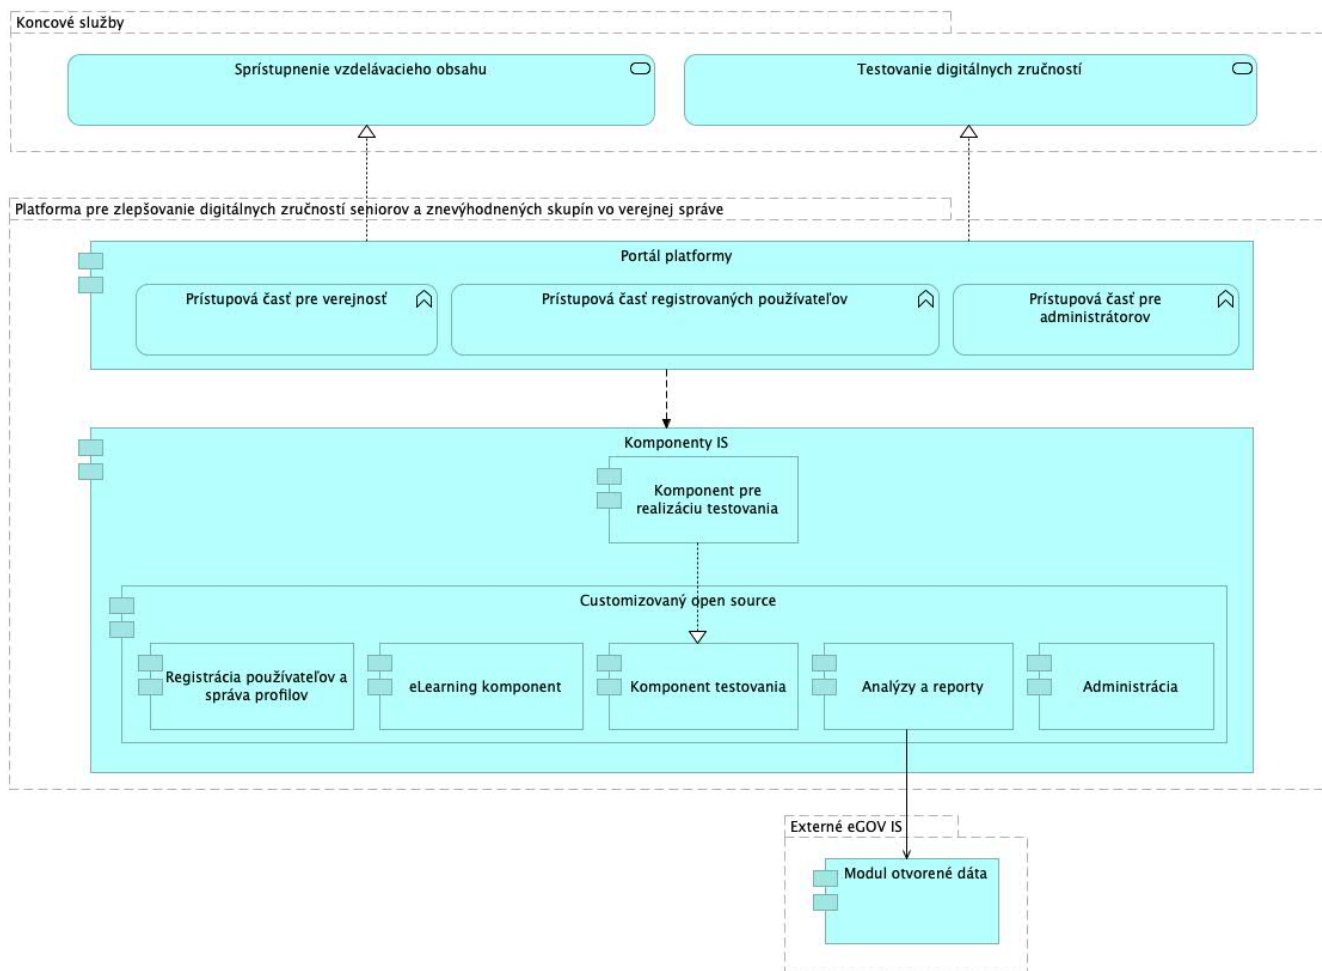 Koncové služby
Sprístupnenie vzdelávacieho obsahu
Testovanie digitálnych zručností
Platforma pre zlepšovanie digitálnych zručností seniorov a znevýhodnených skupín vo verejnej správe
Portál platformy
Prístupová časť pre verejnosť
Prístupová časť registrovaných používateľov
Prístupová časť pre
administrátorov
Komponenty IS
Komponent pre
realizáciu testovania
Customizovaný open source
Registrácia používateľov a
správa profilov
eLearning komponent
Komponent testovania
Analýzy a reporty
Administrácia
Externé eGOV IS
Modul otvorené dáta